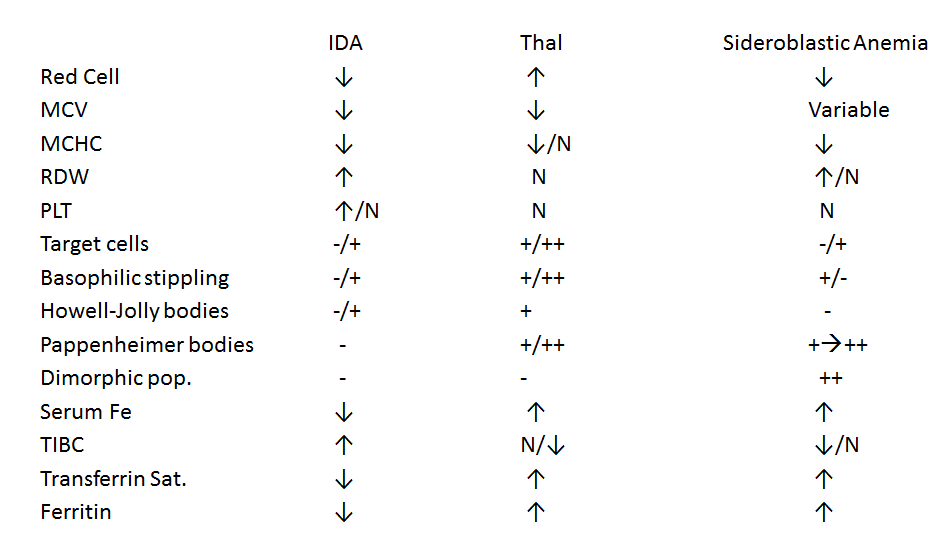 IDA Thal Sideroblastic Anemia
Red Cell ↓ ↑ ↓
MCV ↓ ↓ Variable
MCHC ↓ ↓/N ↓
RDW ↑ N ↑/N
PLT ↑/N N N
Target cells -/+ +/++ -/+
Basophilic stippling -/+ +/++ +/-
Howell-Jolly bodies -/+ + -
Pappenheimer bodies - +/++ +→++
Dimorphic pop. - - ++
Serum Fe ↓ ↑ ↑
TIBC ↑ N/↓ ↓/N
Transferrin Sat. ↓ ↑ ↑
Ferritin ↓ ↑ ↑